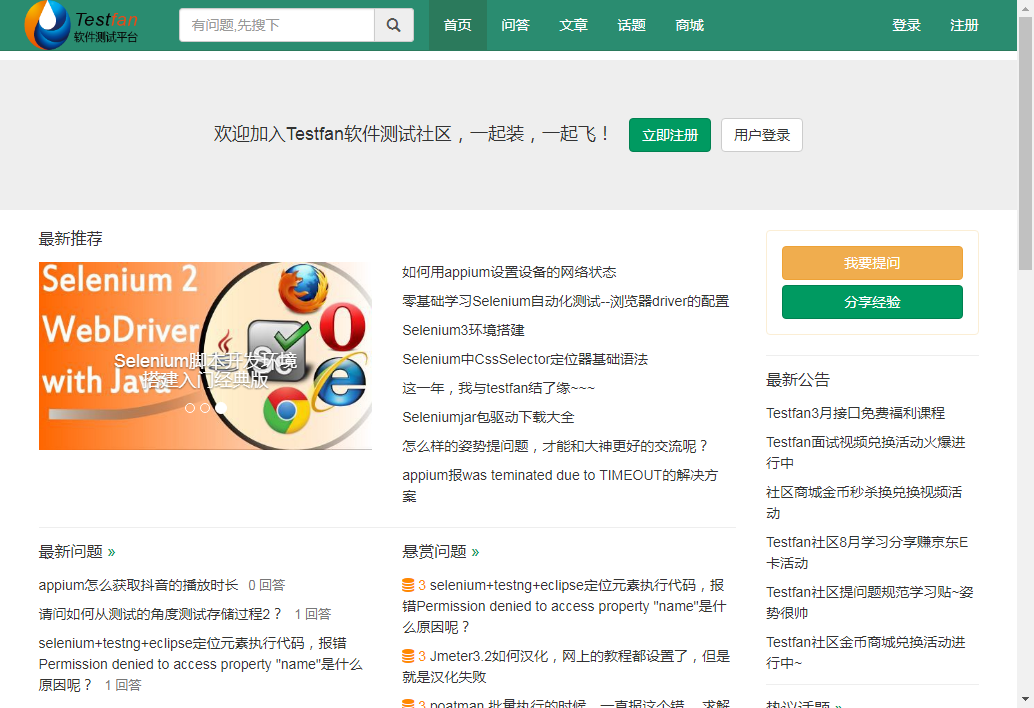 Testfan
软件测试平台
有问题,先搜下
首页
问答
文章
话题
商城
登录
注册
欢迎加入Testfan软件测试社区，一起装，一起飞！
立即注册
用户登录
最新推荐
Selenium 2
WebDriver
with Java
Se
Selenium脚本开发环境
搭建入门经典版
如何用appium设置设备的网络状态
零基础学习Selenium自动化测试--浏览器driver的配置
Selenium3环境搭建
Selenium中CssSelector定位器基础语法
这一年，我与testfan结了缘~~~
Seleniumjar包驱动下载大全
怎么样的姿势提问题，才能和大神更好的交流呢？
appium报was teminated due to TIMEOUT的解决方
案
我要提问
分享经验
最新公告
Testfan3月接口免费福利课程
Testfan面试视频兑换活动火爆进
行中
社区商城金币秒杀换兑换视频活
动
Testfan社区8月学习分享赚京东E
卡活动
Testfan社区提问题规范学习贴~姿
势很帅
Testfan社区金币商城兑换活动进
行中~
热议话题 »
最新问题 »
appium怎么获取抖音的播放时长 0 回答
请问如何从测试的角度测试存储过程2？ 1 回答
selenium+testng+eclipse定位元素执行代码，报错
Permission denied to access property "name"是什么
原因呢？ 1 回答
悬赏问题 »
3 selenium+testng+eclipse定位元素执行代码，报
错Permission denied to access property "name"是什
么原因呢？
3 Jmeter3.2如何汉化，网上的教程都设置了，但是
就是汉化失败
3 poatman 批量执行的时候，一直报这个错， 求解